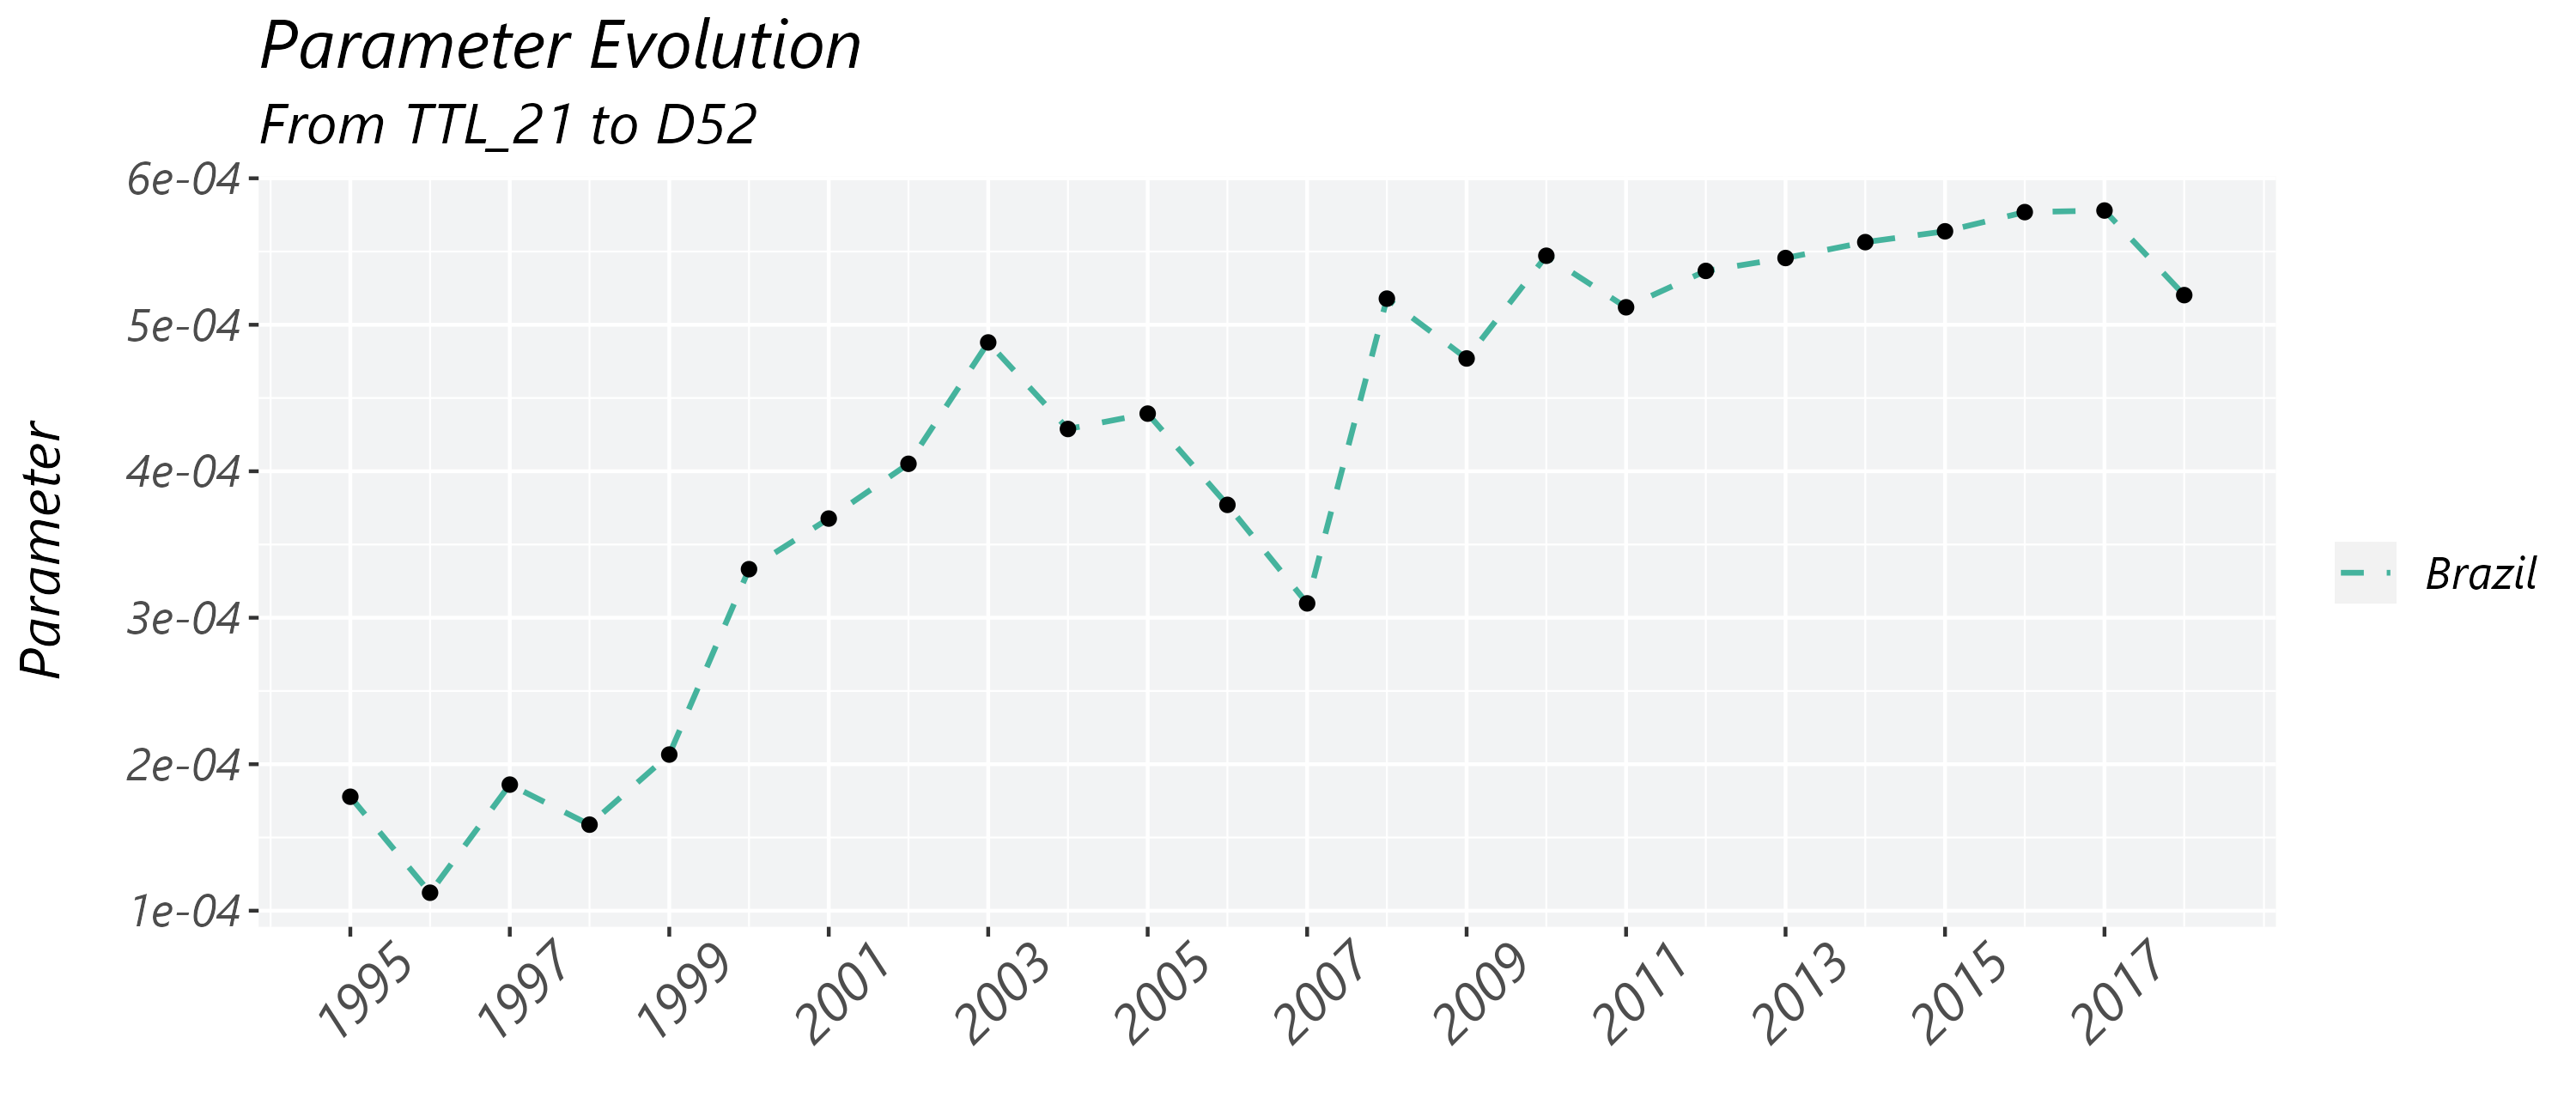 Parameter Evolution
From TTL_21 to D52
6e-04
5e-04
4e-04
3e-04
2e-04
1e-04
Parameter
1995
1997
1999
2001
2003
2005
2007
2009
2011
2013
2015
2017
Brazil